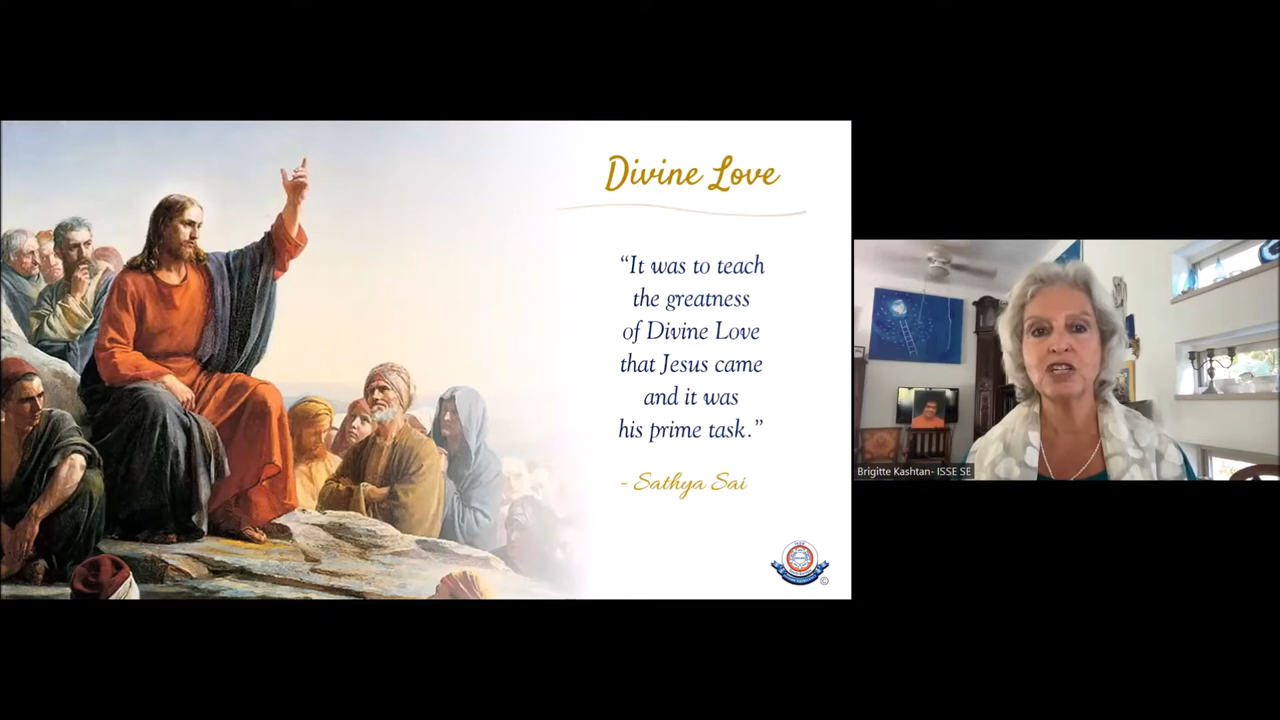 Divine Love
“It was to teach
the greatness
of Divine Love
that Jesus came
and it was
his prime task.”
- Sathya Sai
©
Brigitte Kashtan- ISSE SE